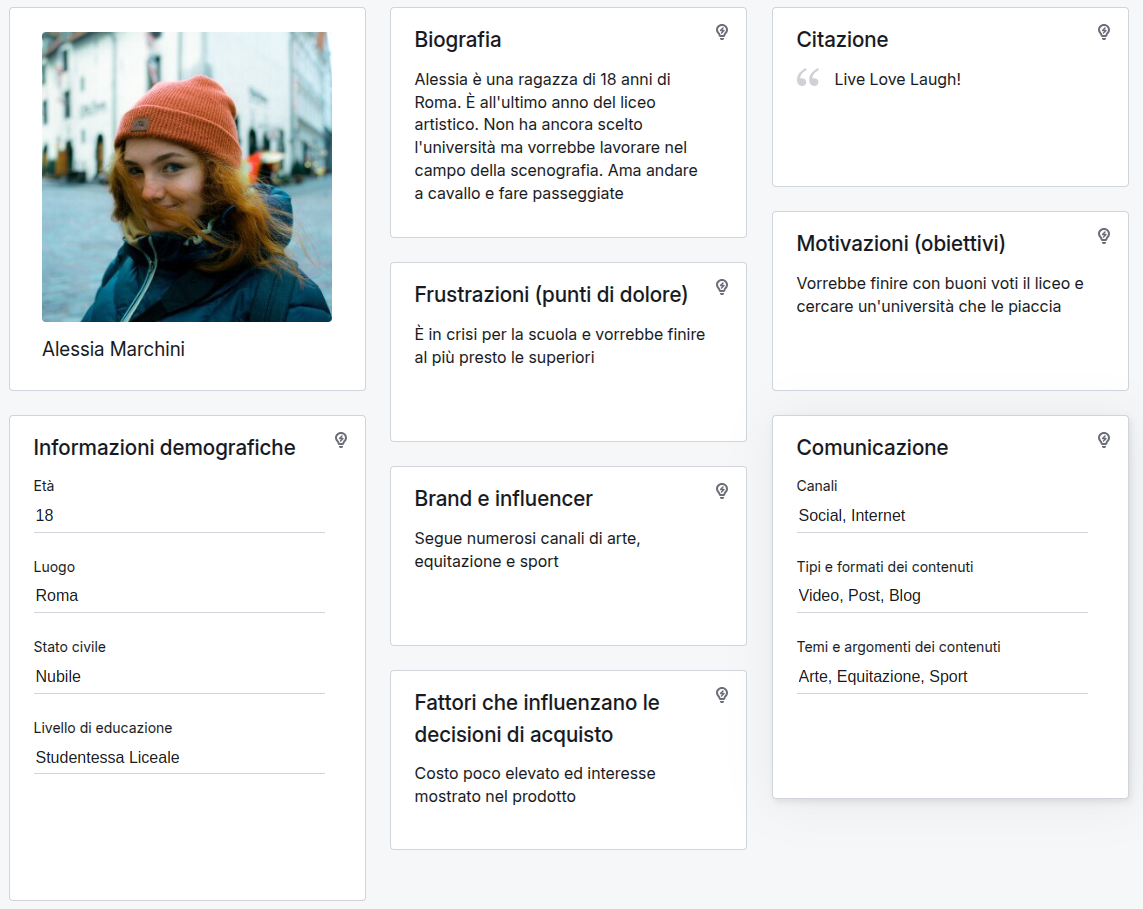 Alessia Marchini
Informazioni demografiche
Età
18
Luogo
Roma
Stato civile
Nubile
Livello di educazione
Studentessa Liceale
Biografia
Alessia è una ragazza di 18 anni di
Roma. È all'ultimo anno del liceo
artistico. Non ha ancora scelto
l'università ma vorrebbe lavorare nel
campo della scenografia. Ama andare
a cavallo e fare passeggiate
Frustrazioni (punti di dolore)
È in crisi per la scuola e vorrebbe finire
al più presto le superiori
Brand e influencer
Segue numerosi canali di arte,
equitazione e sport
Fattori che influenzano le
decisioni di acquisto
Costo poco elevato ed interesse
mostrato nel prodotto
Citazione
“ Live Love Laugh!
Motivazioni (obiettivi)
Vorrebbe finire con buoni voti il liceo e
cercare un'università che le piaccia
Comunicazione
Canali
Social, Internet
Tipi e formati dei contenuti
Video, Post, Blog
Temi e argomenti dei contenuti
Arte, Equitazione, Sport